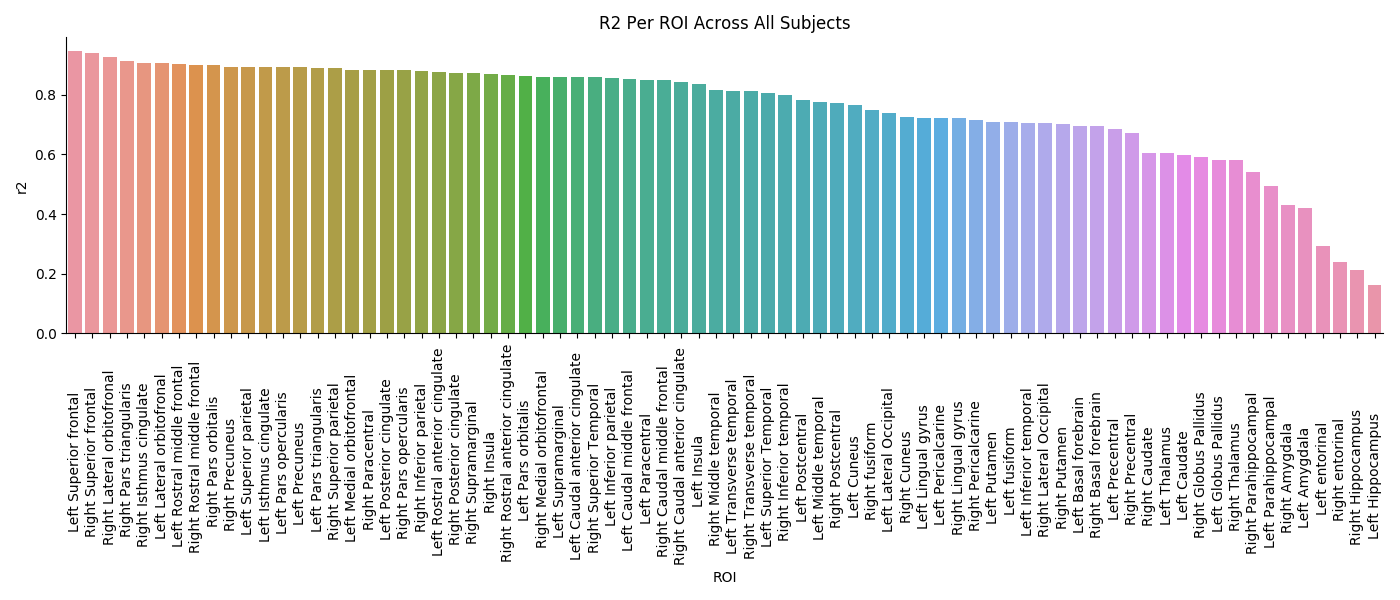 R2 Per ROI Across All Subjects
r2
0.8
0.6
0.4
0.2
0.0
Left Superior frontal
Right Superior frontal
Right Lateral orbitofronal
Right Pars triangularis
Right Isthmus cingulate
Left Lateral orbitofronal
Left Rostral middle frontal
Right Rostral middle frontal
Right Pars orbitalis
Right Precuneus
Left Superior parietal
Left Isthmus cingulate
Left Pars opercularis
Left Precuneus
Left Pars triangularis
Right Superior parietal
Left Medial orbitofrontal
Right Paracentral
Left Posterior cingulate
Right Pars opercularis
Right Inferior parietal
Left Rostral anterior cingulate
Right Posterior cingulate
Right Supramarginal
Right Insula
Right Rostral anterior cingulate
Left Pars orbitalis
Right Medial orbitofrontal
Left Supramarginal
Left Caudal anterior cingulate
Right Superior Temporal
Left Inferior parietal
Left Caudal middle frontal
Left Paracentral
Right Cauda middle frontal
Right Caudal anterior cingulate
Left Insula
Right Middle temporal
Left Transverse temporal
Right Transverse temporal
Left Superior Temporal
Right Inferior temporal
Left Postcentral
Left Middle temporal
Right Postcentral
Left Cuneus
Right fusiform
Left Lateral Occipital
Right Cuneus
Left Lingual gyrus
Left Pericalcarine
Right Lingual gyrus
Right Pericalcarine
Left Putamen
Left fusiform
Left Inferior temporal
Right Lateral Occipital
Right Putamen
Left Basal forebrain
Right Basal forebrain
Left Precentral
Right Precentral
Right Caudate
Left Thalamus
Left Caudate
Right Globus Pallidus
Left Globus Pallidus
Right Thalamus
Right Parahippocampal
Left Parahippocampal
Right Amygdala
Left Amygdala
Left entorinal
Right entorinal
Right Hippocampus
Left Hippocampus
ROI